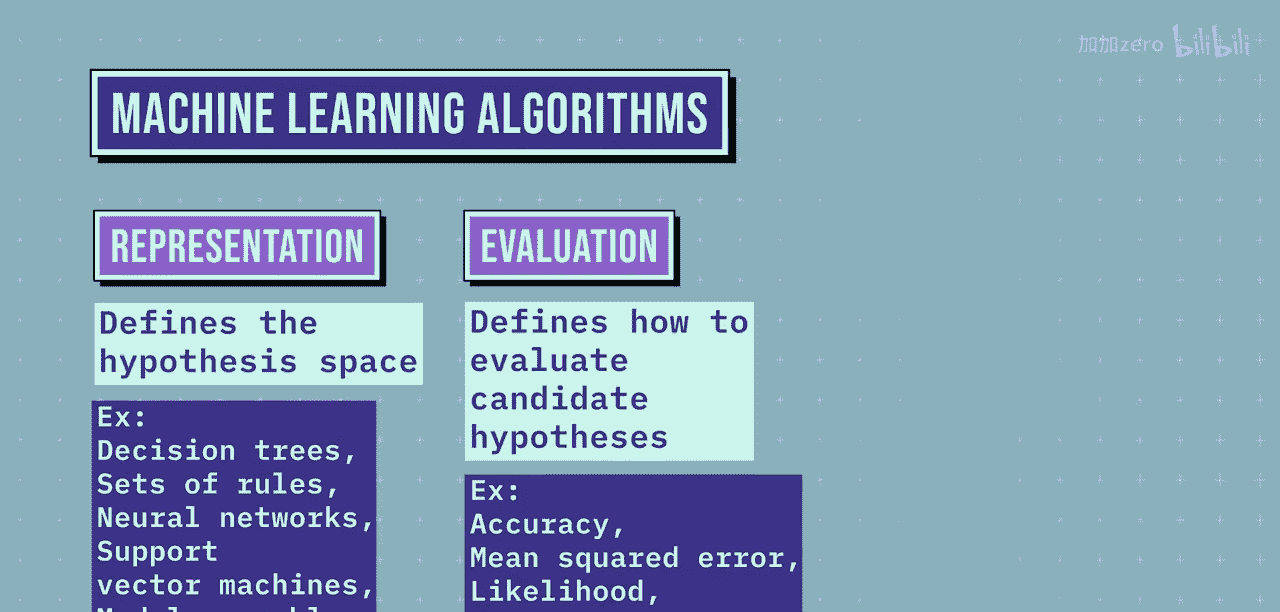 加加zero bilibili
MACHINE LEARNING ALGORITHMS
REPRESENTATION
Defines the
hypothesis space
Ex:
Decision trees,
Sets of rules,
Neural networks,
Support
vector machines,
EVALUATION
Defines how to
evaluate
candidate
hypotheses
Ex:
Accuracy,
Mean squared error,
Likelihood,